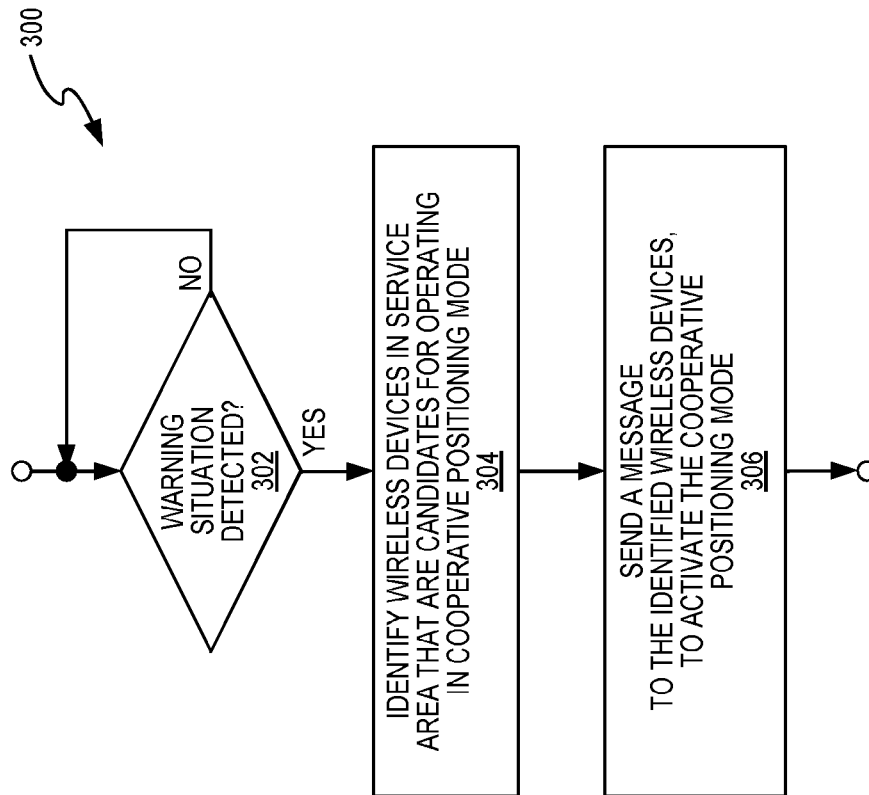 300
WARNING
SITUATION
DETECTED?
302
NO
YES
IDENTIFY WIRELESS DEVICES IN SERVICE
AREA THAT ARE CANDIDATES FOR OPERATING
IN COOPERATIVE POSITIONING MODE
304
SEND A MESSAGE
TO THE IDENTIFIED WIRELESS DEVICES,
TO ACTIVATE THE COOPERATIVE
POSITIONING MODE
306